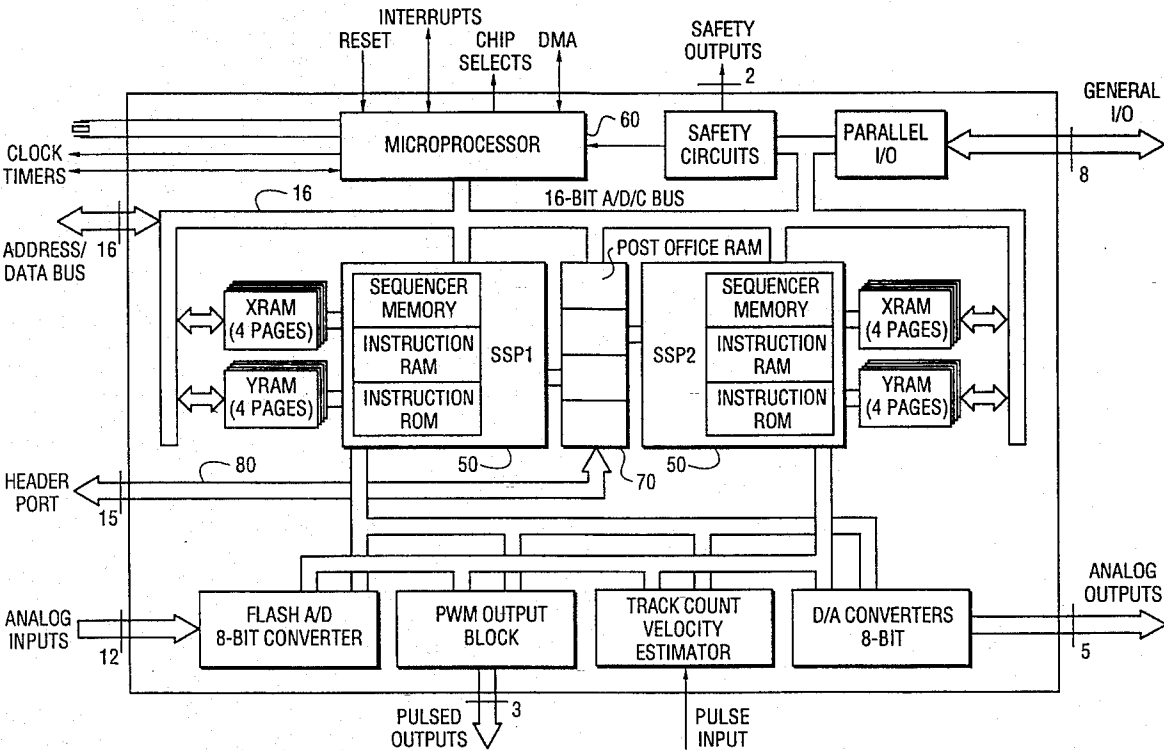 INTERRUPTS
RESET
CHIP
SELECTS
DMA
SAFETY
OUTPUTS
2
GENERAL
I/O
60
MICROPROCESSOR
SAFETY
CIRCUITS
PARALLEL
I/O
8
CLOCK
TIMERS
16
16-BIT A/D/C BUS
16
ADDRESS/
DATA BUS
POST OFFICE RAM
XRAM
(4 PAGES)
YRAM
(4 PAGES)
SEQUENCER
MEMORY
INSTRUCTION
RAM
INSTRUCTION
ROM
SSP1
SSP2
SEQUENCER
MEMORY
INSTRUCTION
RAM
INSTRUCTION
ROM
XRAM
(4 PAGES)
YRAM
(4 PAGES)
80
50
70
50
HEADER
PORT
15
ANALOG
INPUTS
12
FLASH A/D
8-BIT CONVERTER
PWM OUTPUT
BLOCK
TRACK COUNT
VELOCITY
ESTIMATOR
D/A CONVERTERS
8-BIT
ANALOG
OUTPUTS
5
PULSED
OUTPUTS
3
PULSE
INPUT